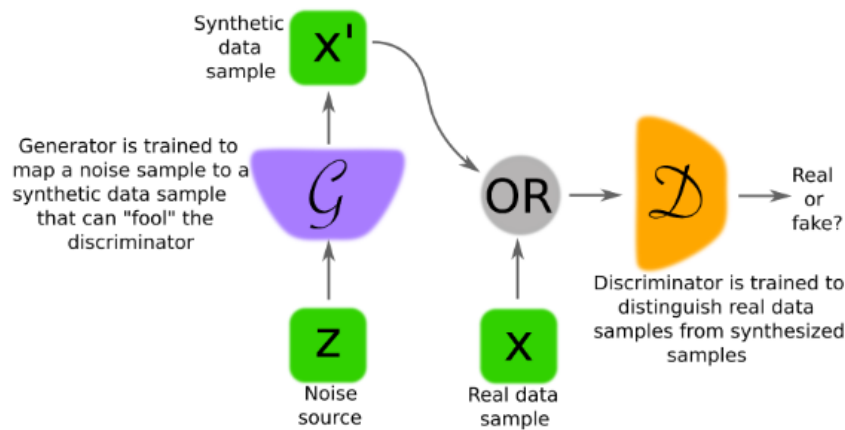 Synthetic
data
sample
x'
Generator is trained to
map a noise sample to a
synthetic data sample
that can "fool" the
discriminator
G
z
Noise
source
OR
x
Real data
sample
D
Real
or
fake?
Discriminator is trained to
distinguish real data
samples from synthesized
samples